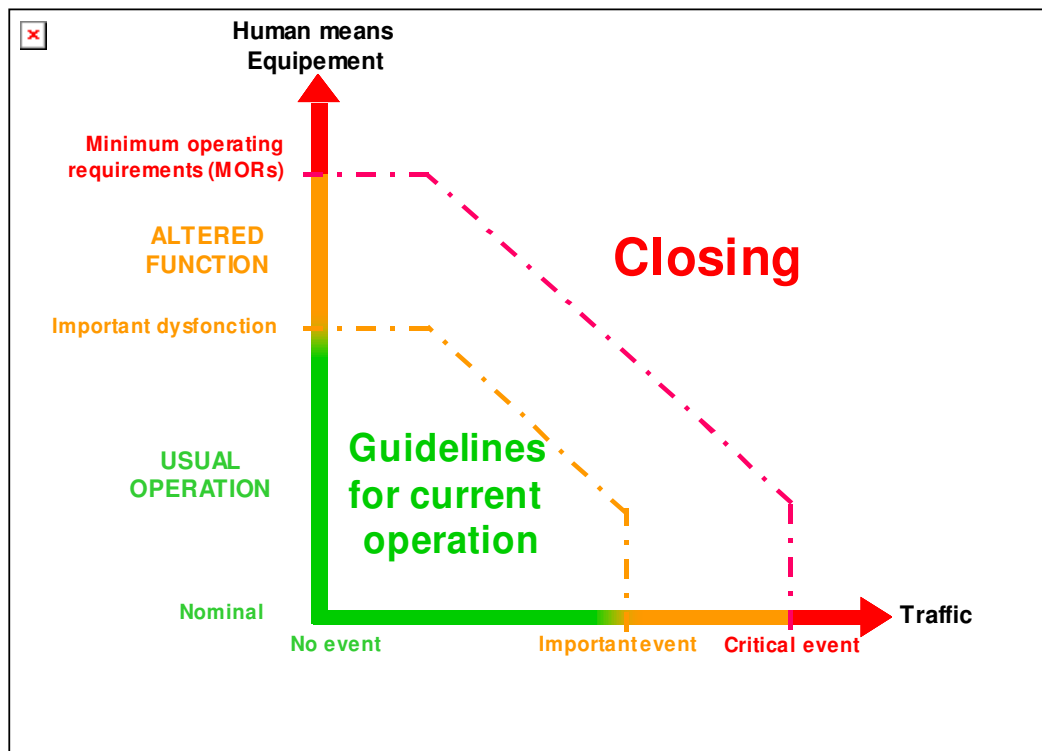 Human means
Equipement
Minimum operating
requirements (MORs)
ALTERED
FUNCTION
Closing
Important dysfonction
Guidelines
for current
operation
USUAL
OPERATION
Nominal
Traffic
No event
Important event
Critical event